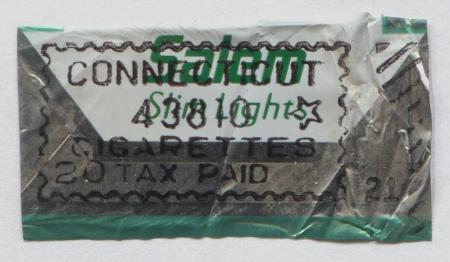 Salem
CONNECTICUT
Slim Lights
43810 ☆
CIGARETTES
20 TAX PAID
21